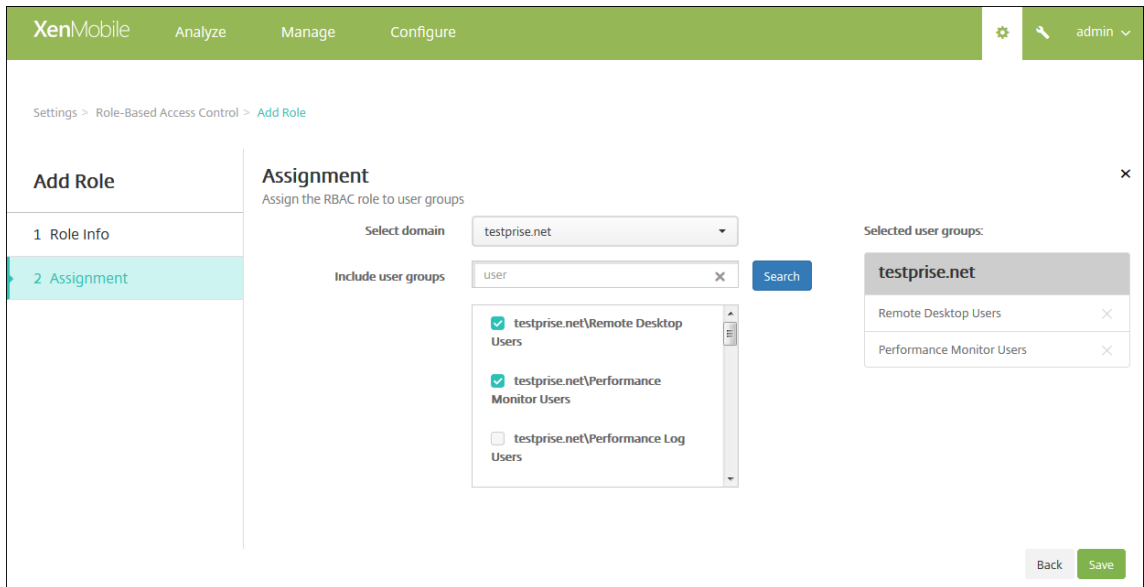 XenMobile Analyze Manage Configure admin
Settings > Role-Based Access Control > Add Role
Add Role
1 Role Info
2 Assignment
Assignment
Assign the RBAC role to user groups
Select domain testprise.net
Include user groups user Search
testprise.net\Remote Desktop
Users
testprise.net\Performance
Monitor Users
testprise.net\Performance Log
Users
Selected user groups:
testprise.net
Remote Desktop Users
Performance Monitor Users
Back Save